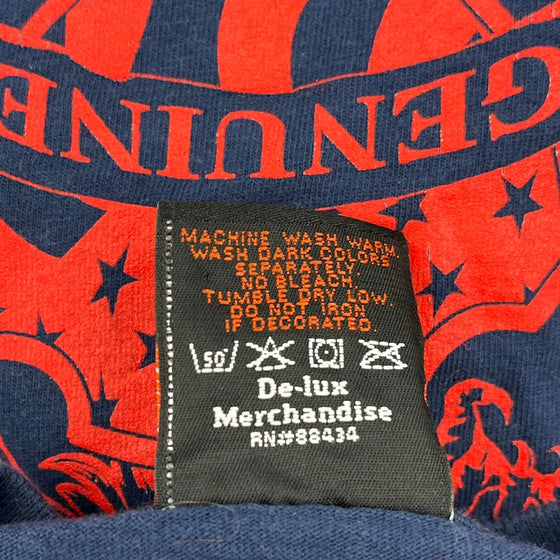 GENUINE
MACHINE WASH WARM.
WASH DARK COLORS
SEPARATELY.
NO BLEACH.
TUMBLE DRY LOW.
DO NOT IRON
IF DECORATED.
50°
De-lux
Merchandise
RN#88434